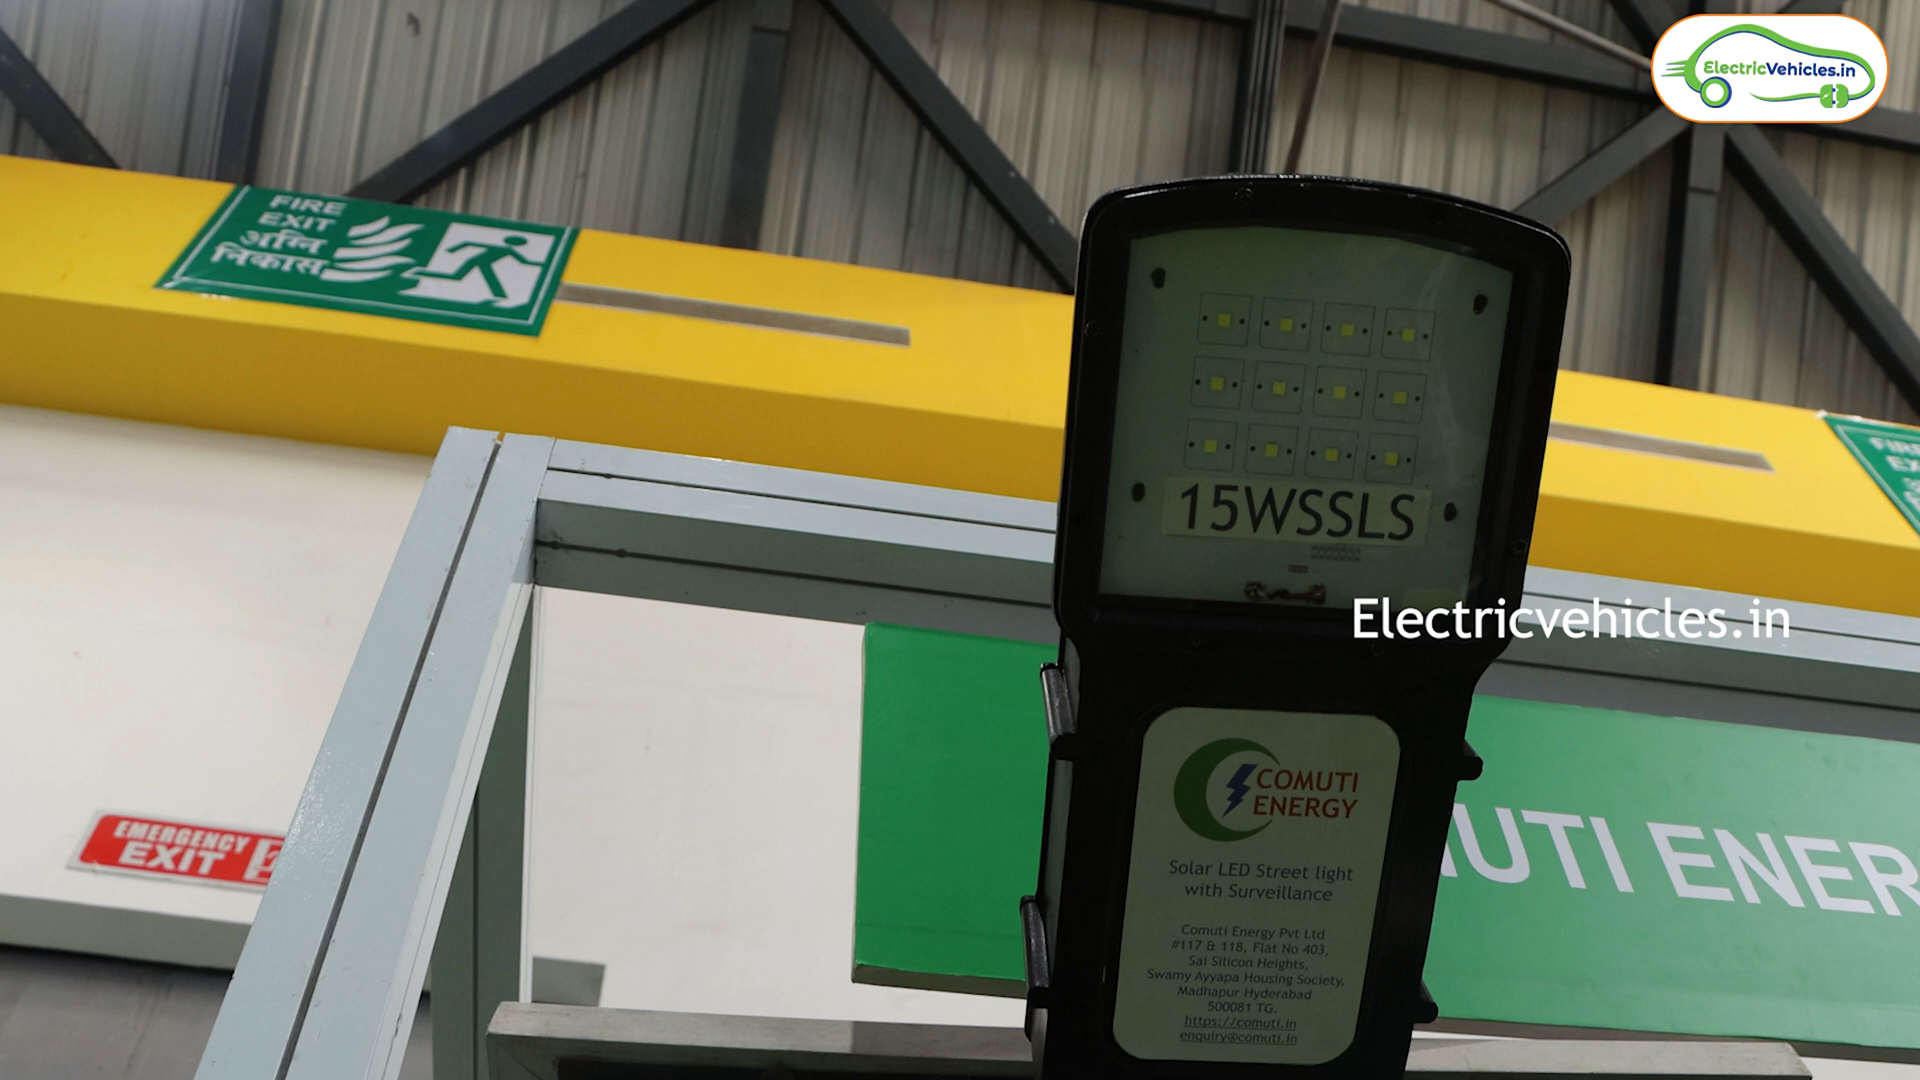 ElectricVehicles.in
FIRE
EXIT
अग्नि
निकास
15WSSLS
Electricvehicles.in
COMUTI
ENERGY
Solar LED Street light
with Surveillance
Comuti Energy Pvt Ltd
#117 & 118, Flat No 403,
Sai Silicon Heights,
Swamy Ayyapa Housing Society,
Madhapur Hyderabad
500081 TG.
https://comuti.in
enquiry@comuti.in
UTI ENER
EMERGENCY
EXIT